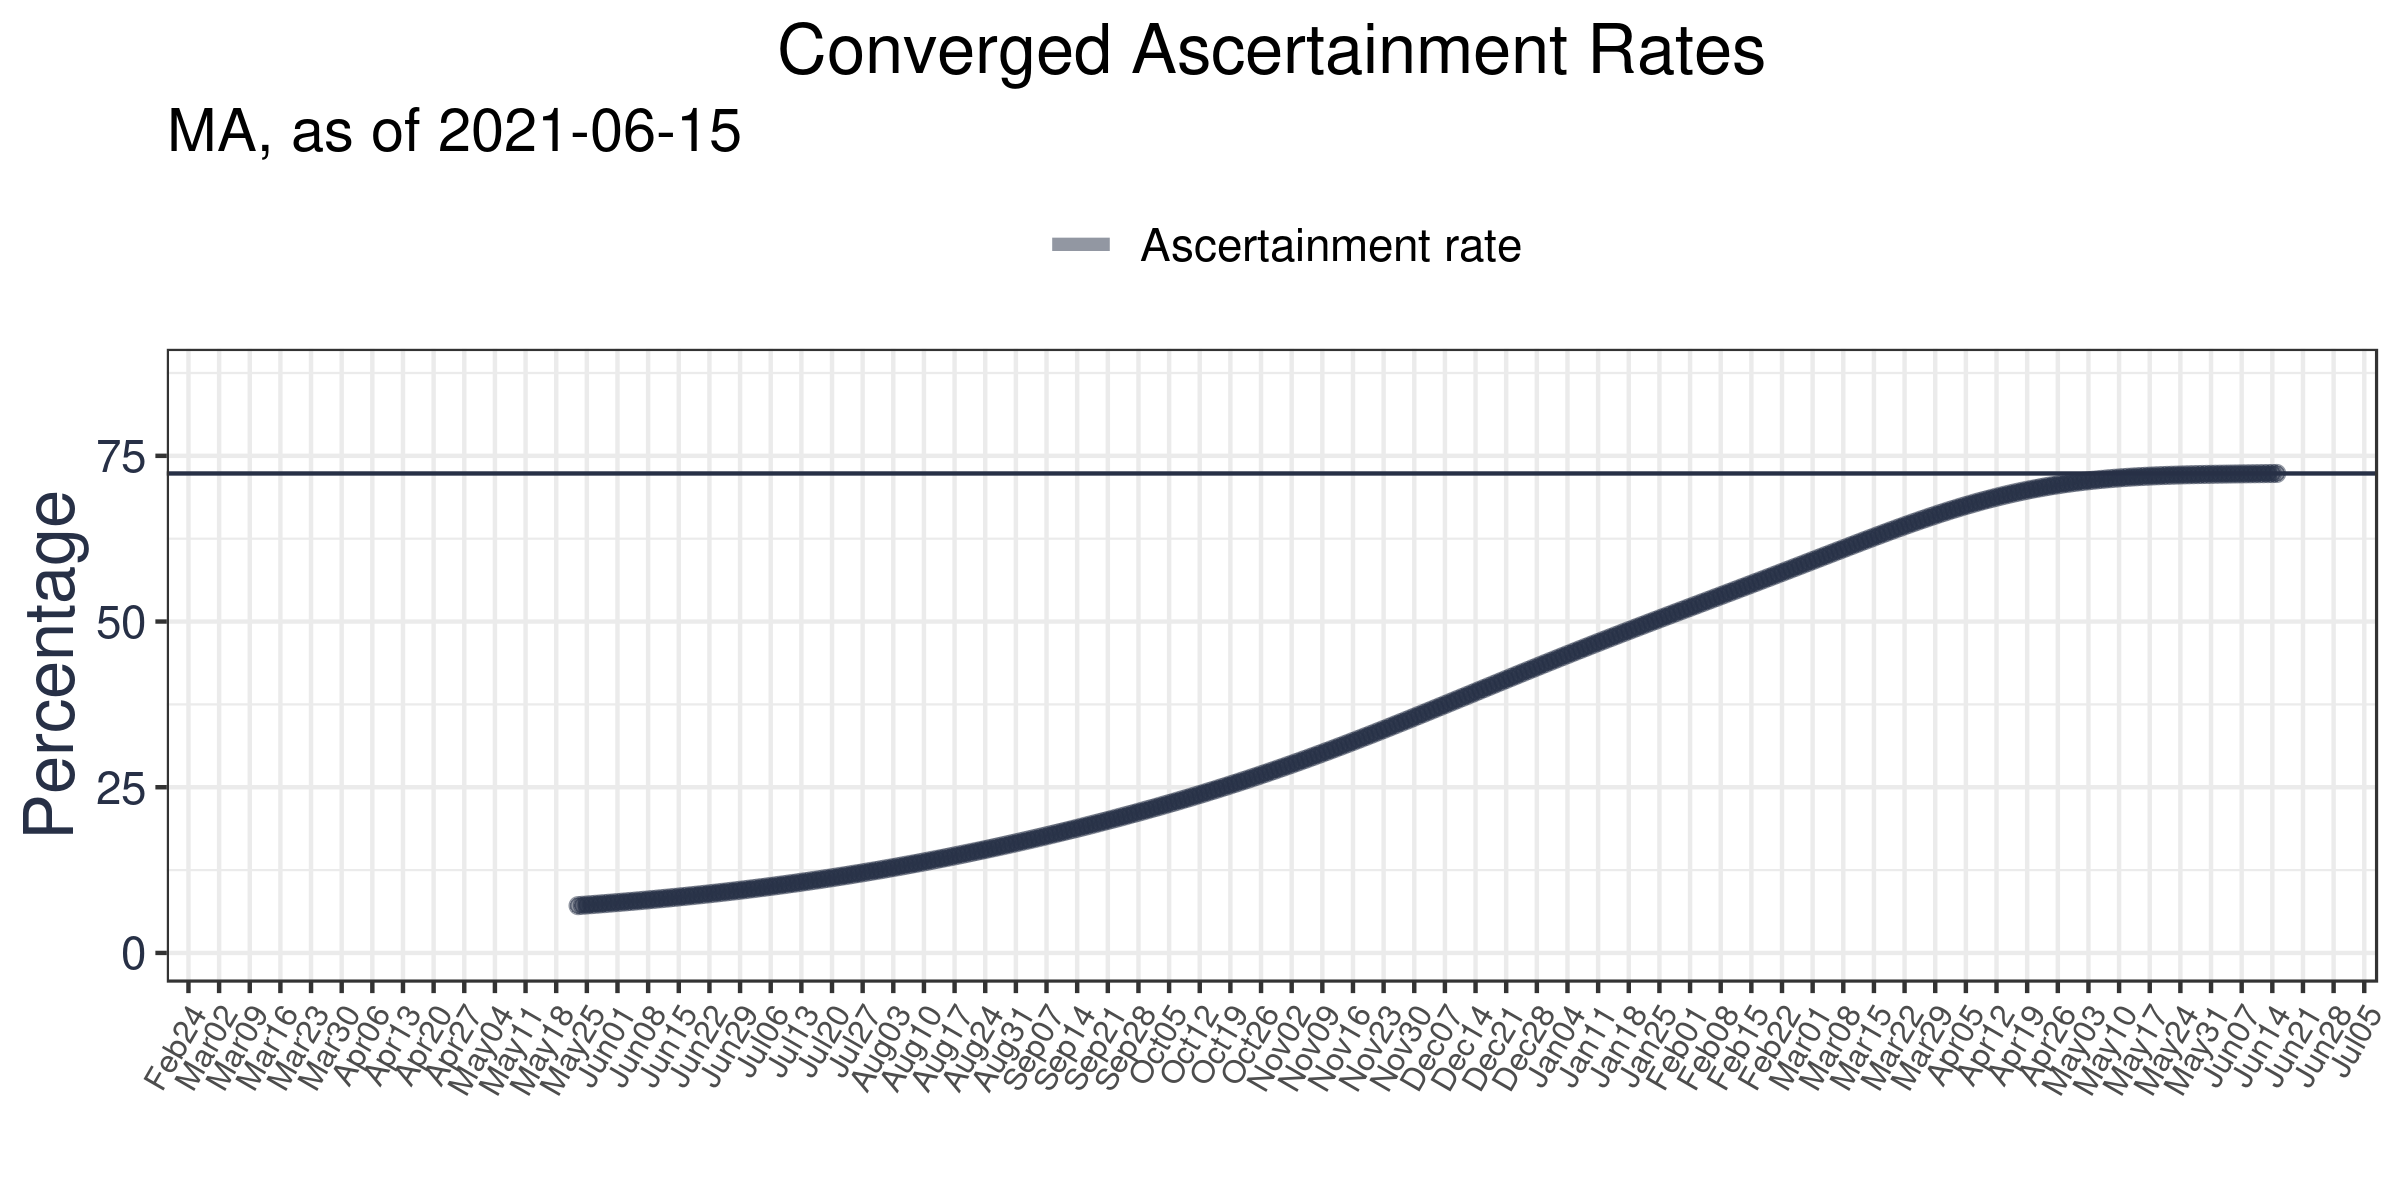 Converged Ascertainment Rates
MA, as of 2021-06-15
Ascertainment rate
Percentage
75
50
25
0
Feb24
Mar02
Mar09
Mar16
Mar23
Mar30
Apr06
Apr13
Apr20
Apr27
May04
May11
May18
May25
Jun01
Jun08
Jun15
Jun22
Jun29
Jul06
Jul13
Jul20
Jul27
Aug03
Aug10
Aug17
Aug24
Aug31
Sep07
Sep14
Sep21
Sep28
Oct05
Oct12
Oct19
Oct26
Nov02
Nov09
Nov16
Nov23
Nov30
Dec07
Dec14
Dec21
Dec28
Jan04
Jan11
Jan18
Jan25
Feb01
Feb08
Feb15
Feb22
Mar01
Mar08
Mar15
Mar22
Mar29
Apr05
Apr12
Apr19
Apr26
May03
May10
May17
May24
May31
Jun07
Jun14
Jun21
Jun28
Jul05